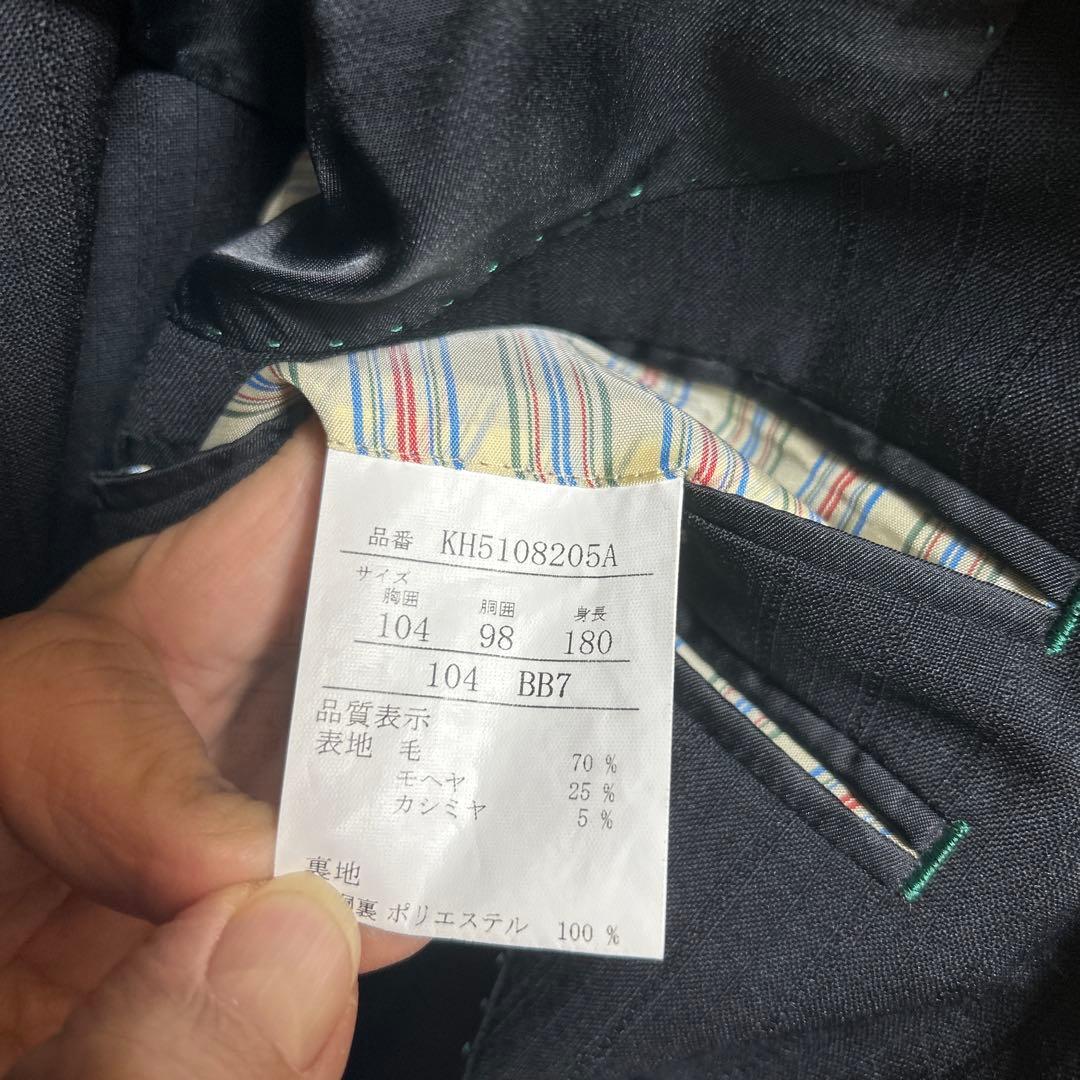 品番 KH5108205A
サイズ
胸囲 胴囲 身長
104 98 180
104 BB7
品質表示
表地 毛 70 %
モヘヤ 25 %
カシミヤ 5 %
裏地
胴裏 ポリエステル 100 %